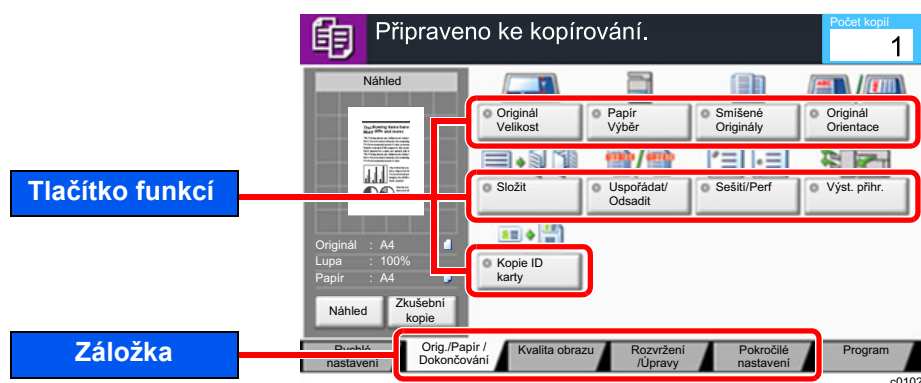 Připraveno ke kopírování.
Počet kopií
1
Náhled
Originál
Velikost
Papír
Výběr
Smíšené
Originály
Originál
Orientace
Tlačítko funkcí
Složit
Uspořádat/
Odsadit
Sešití/Perf
Výst. přihr.
Originál : A4
Lupa : 100%
Papír : A4
Kopie ID
karty
Náhled
Zkušební
kopie
Záložka
Rychlé
nastavení
Orig./Papír /
Dokončování
Kvalita obrazu
Rozvržení
/Úpravy
Pokročilé
nastavení
Program